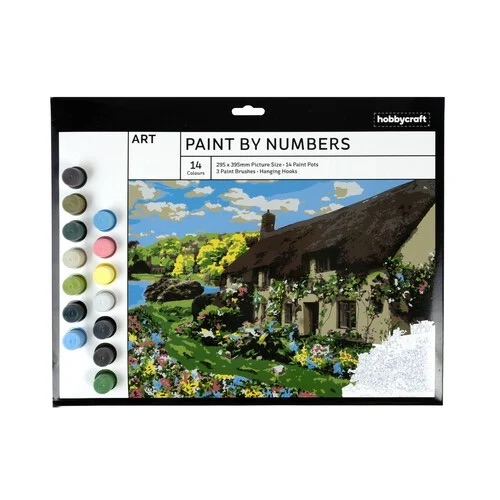 hobbycraft
ART
PAINT BY NUMBERS
14
Colours
295 x 395mm Picture Size - 14 Paint Pots
3 Paint Brushes - Hanging Hooks